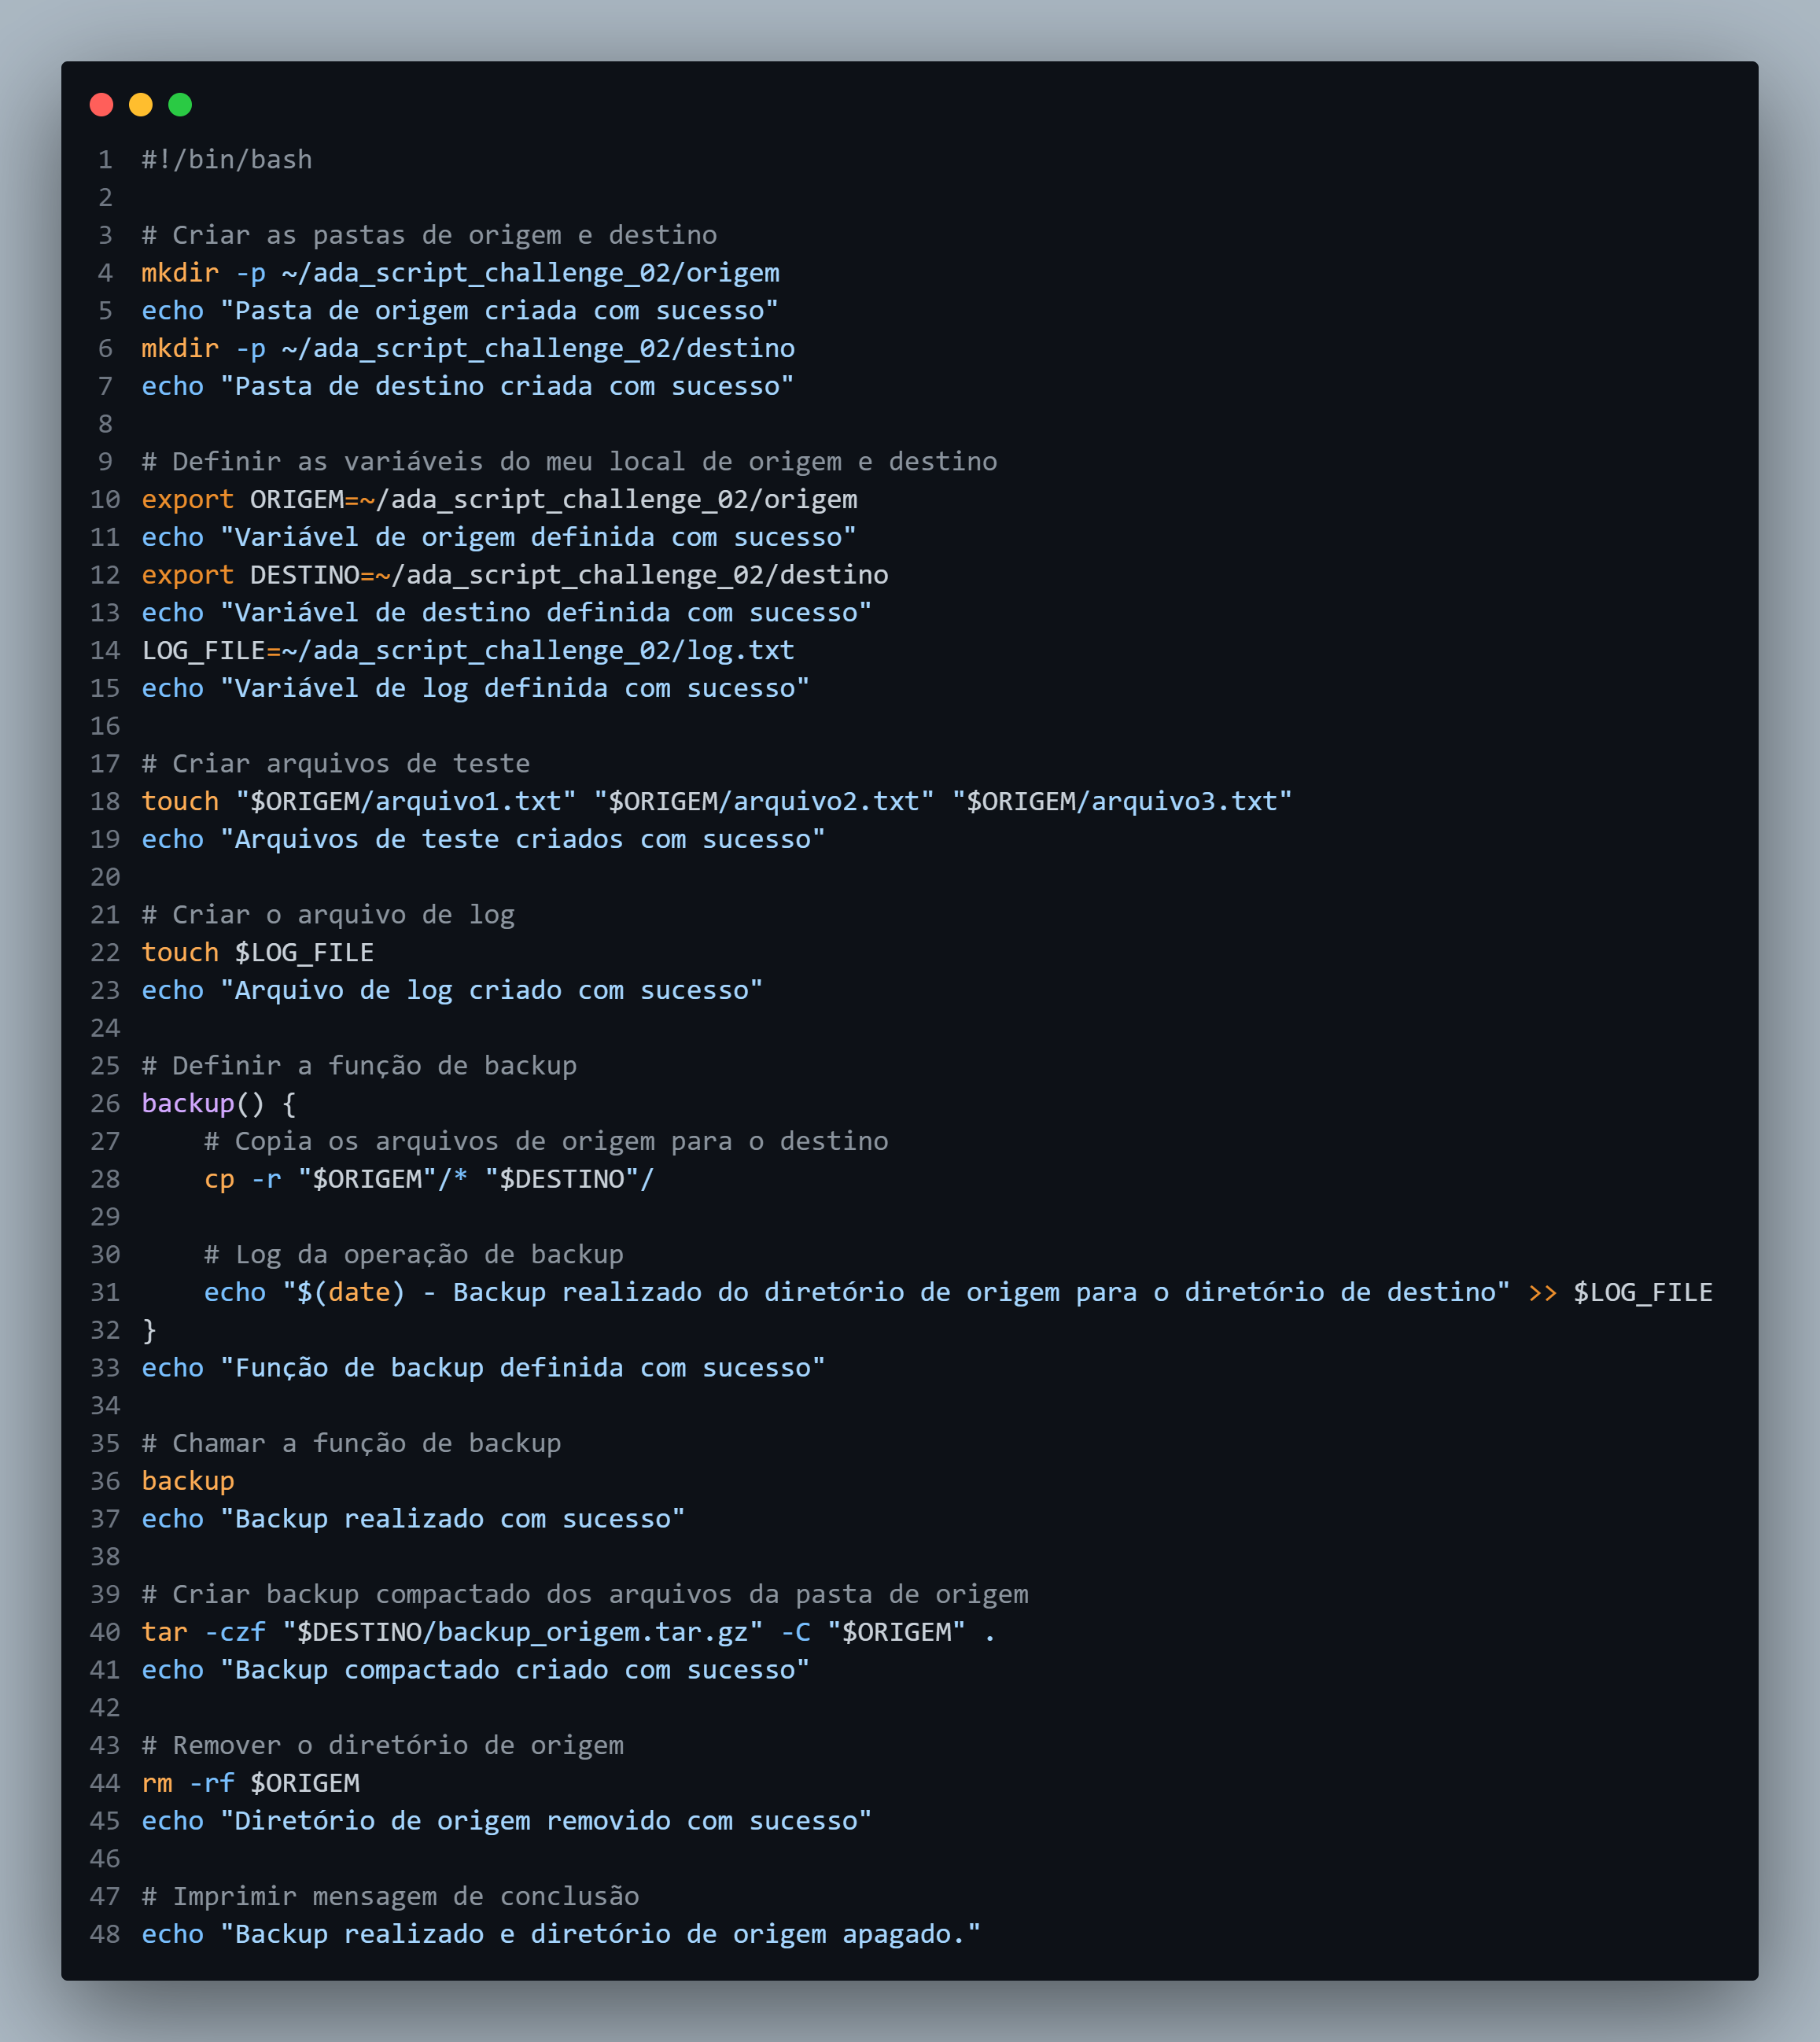 1 #!/bin/bash
2
3 # Criar as pastas de origem e destino
4 mkdir -p ~/ada_script_challenge_02/origem
5 echo "Pasta de origem criada com sucesso"
6 mkdir -p ~/ada_script_challenge_02/destino
7 echo "Pasta de destino criada com sucesso"
8
9 # Definir as variáveis do meu local de origem e destino
10 export ORIGEM=~/ada_script_challenge_02/origem
11 echo "Variável de origem definida com sucesso"
12 export DESTINO=~/ada_script_challenge_02/destino
13 echo "Variável de destino definida com sucesso"
14 LOG_FILE=~/ada_script_challenge_02/log.txt
15 echo "Variável de log definida com sucesso"
16
17 # Criar arquivos de teste
18 touch "$ORIGEM/arquivo1.txt" "$ORIGEM/arquivo2.txt" "$ORIGEM/arquivo3.txt"
19 echo "Arquivos de teste criados com sucesso"
20
21 # Criar o arquivo de log
22 touch $LOG_FILE
23 echo "Arquivo de log criado com sucesso"
24
25 # Definir a função de backup
26 backup() {
27     # Copia os arquivos de origem para o destino
28     cp -r "$ORIGEM"/* "$DESTINO"/
29
30     # Log da operação de backup
31     echo "$(date) - Backup realizado do diretório de origem para o diretório de destino" >> $LOG_FILE
32 }
33 echo "Função de backup definida com sucesso"
34
35 # Chamar a função de backup
36 backup
37 echo "Backup realizado com sucesso"
38
39 # Criar backup compactado dos arquivos da pasta de origem
40 tar -czf "$DESTINO/backup_origem.tar.gz" -C "$ORIGEM" .
41 echo "Backup compactado criado com sucesso"
42
43 # Remover o diretório de origem
44 rm -rf $ORIGEM
45 echo "Diretório de origem removido com sucesso"
46
47 # Imprimir mensagem de conclusão
48 echo "Backup realizado e diretório de origem apagado."